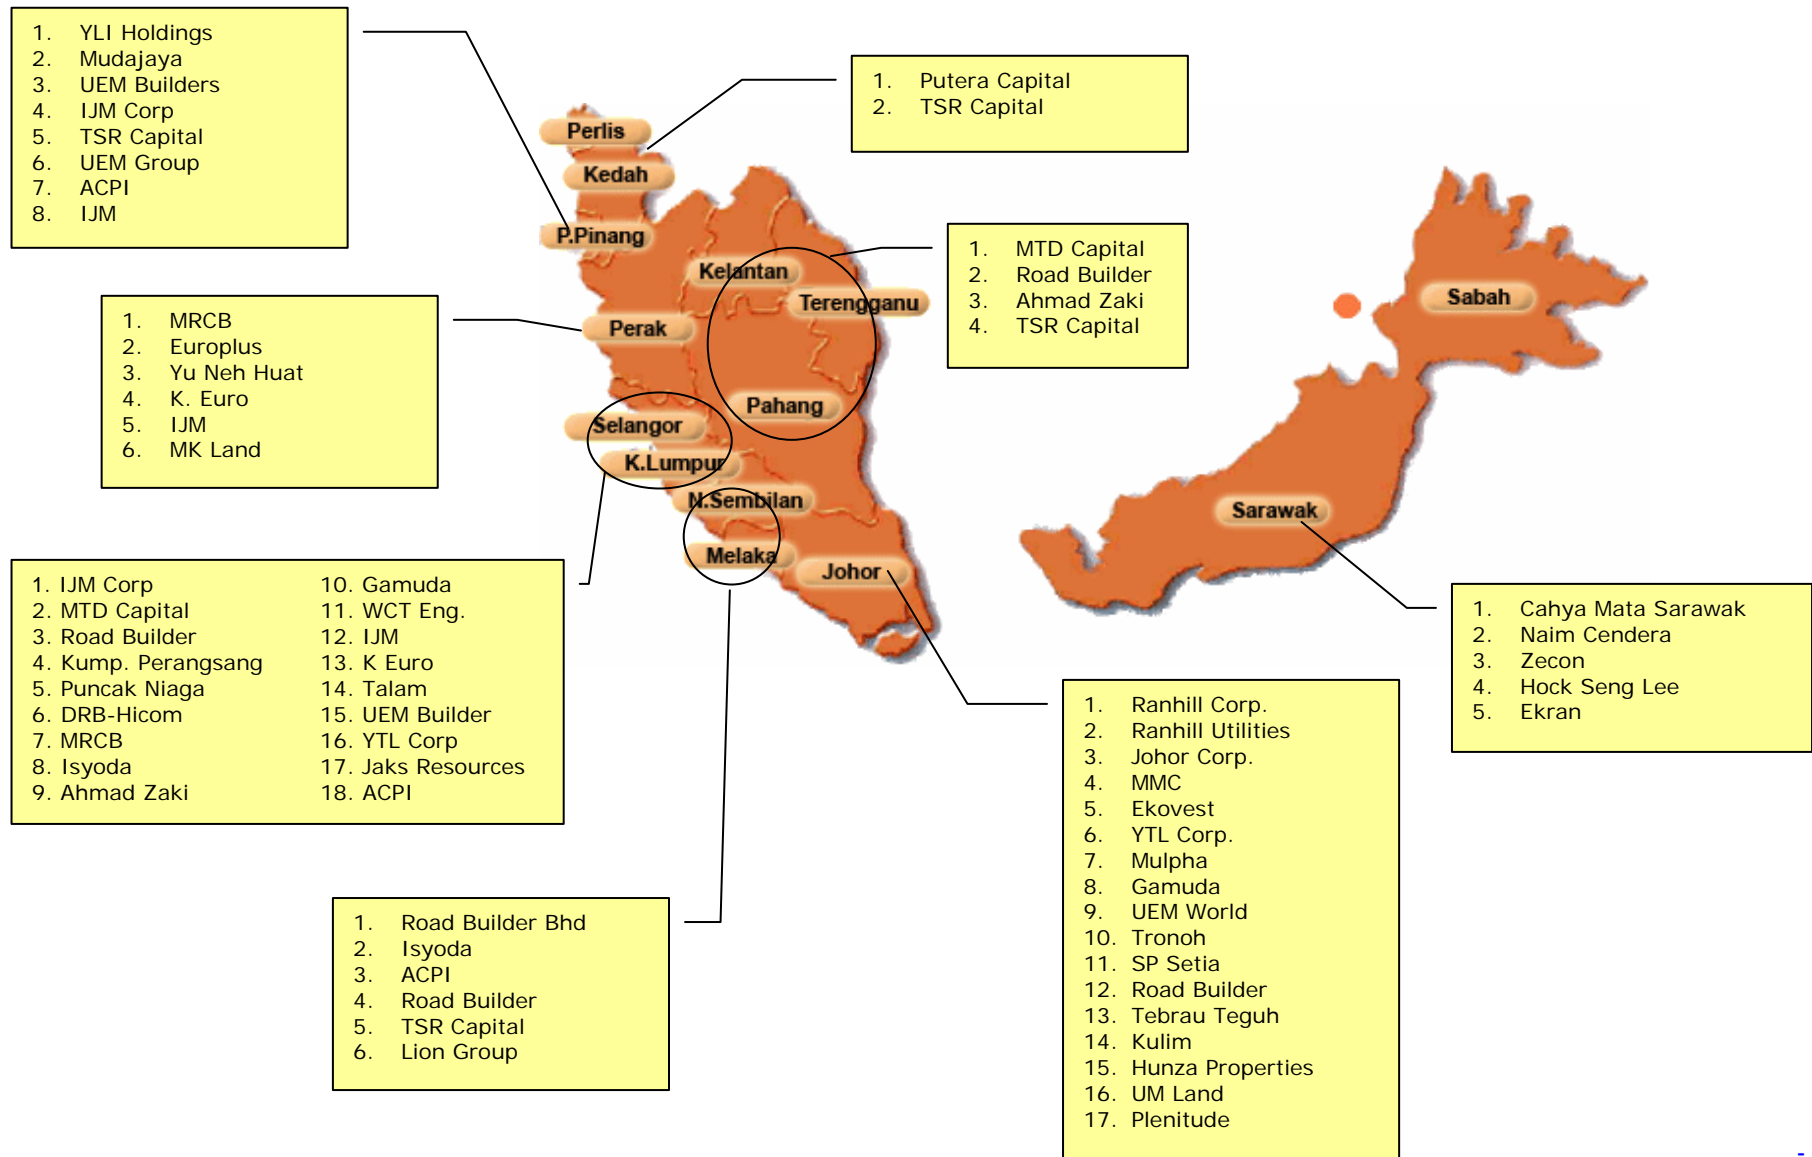 1. YLI Holdings
2. Mudajaya
3. UEM Builders
4. IJM Corp
5. TSR Capital
6. UEM Group
7. ACPI
8. IJM
1. Putera Capital
2. TSR Capital
Perlis
Kedah
P.Pinang
Kelantan
Terengganu
Perak
Pahang
Selangor
K.Lumpur
N.Sembilan
Melaka
Johor
Sabah
Sarawak
1. MTD Capital
2. Road Builder
3. Ahmad Zaki
4. TSR Capital
1. MRCB
2. Europlus
3. Yu Neh Huat
4. K. Euro
5. IJM
6. MK Land
1. IJM Corp
2. MTD Capital
3. Road Builder
4. Kump. Perangsang
5. Puncak Niaga
6. DRB-Hicom
7. MRCB
8. Isyoda
9. Ahmad Zaki
10. Gamuda
11. WCT Eng.
12. IJM
13. K Euro
14. Talam
15. UEM Builder
16. YTL Corp
17. Jaks Resources
18. ACPI
1. Cahya Mata Sarawak
2. Naim Cendera
3. Zecon
4. Hock Seng Lee
5. Ekran
1. Ranhill Corp.
2. Ranhill Utilities
3. Johor Corp.
4. MMC
5. Ekovest
6. YTL Corp.
7. Mulpha
8. Gamuda
9. UEM World
10. Tronoh
11. SP Setia
12. Road Builder
13. Tebrau Teguh
14. Kulim
15. Hunza Properties
16. UM Land
17. Plenitude
1. Road Builder Bhd
2. Isyoda
3. ACPI
4. Road Builder
5. TSR Capital
6. Lion Group
-